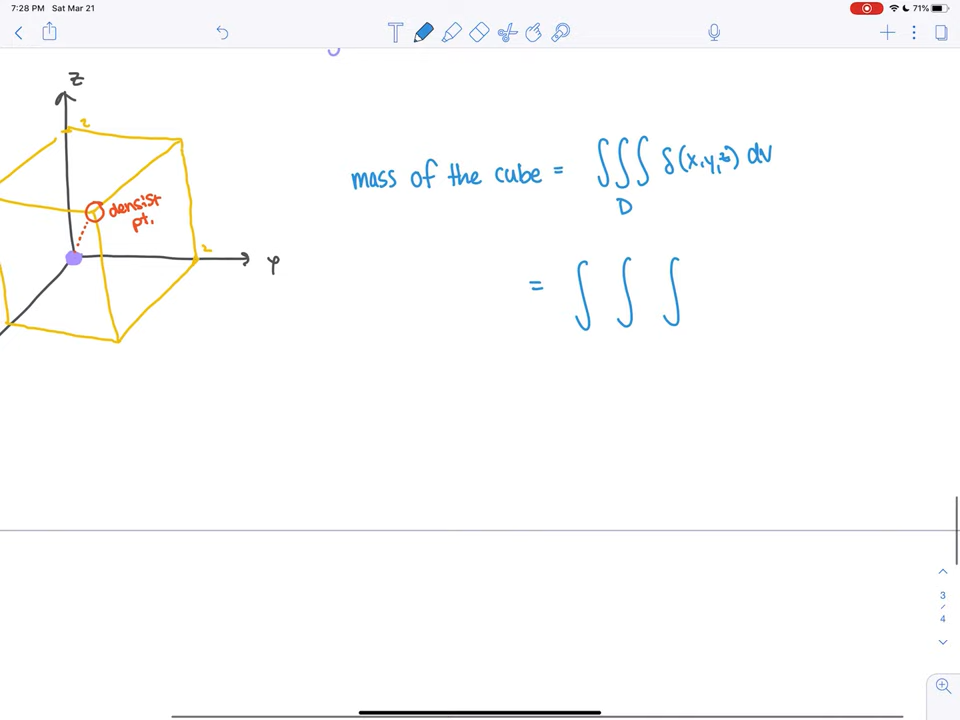 7:28 PM Sat Mar 21
71%
T
z
2
densist
pt.
2
y
mass of the cube = ∫∫∫ δ(x,y,z) dv
D
= ∫ ∫ ∫
3
/
4